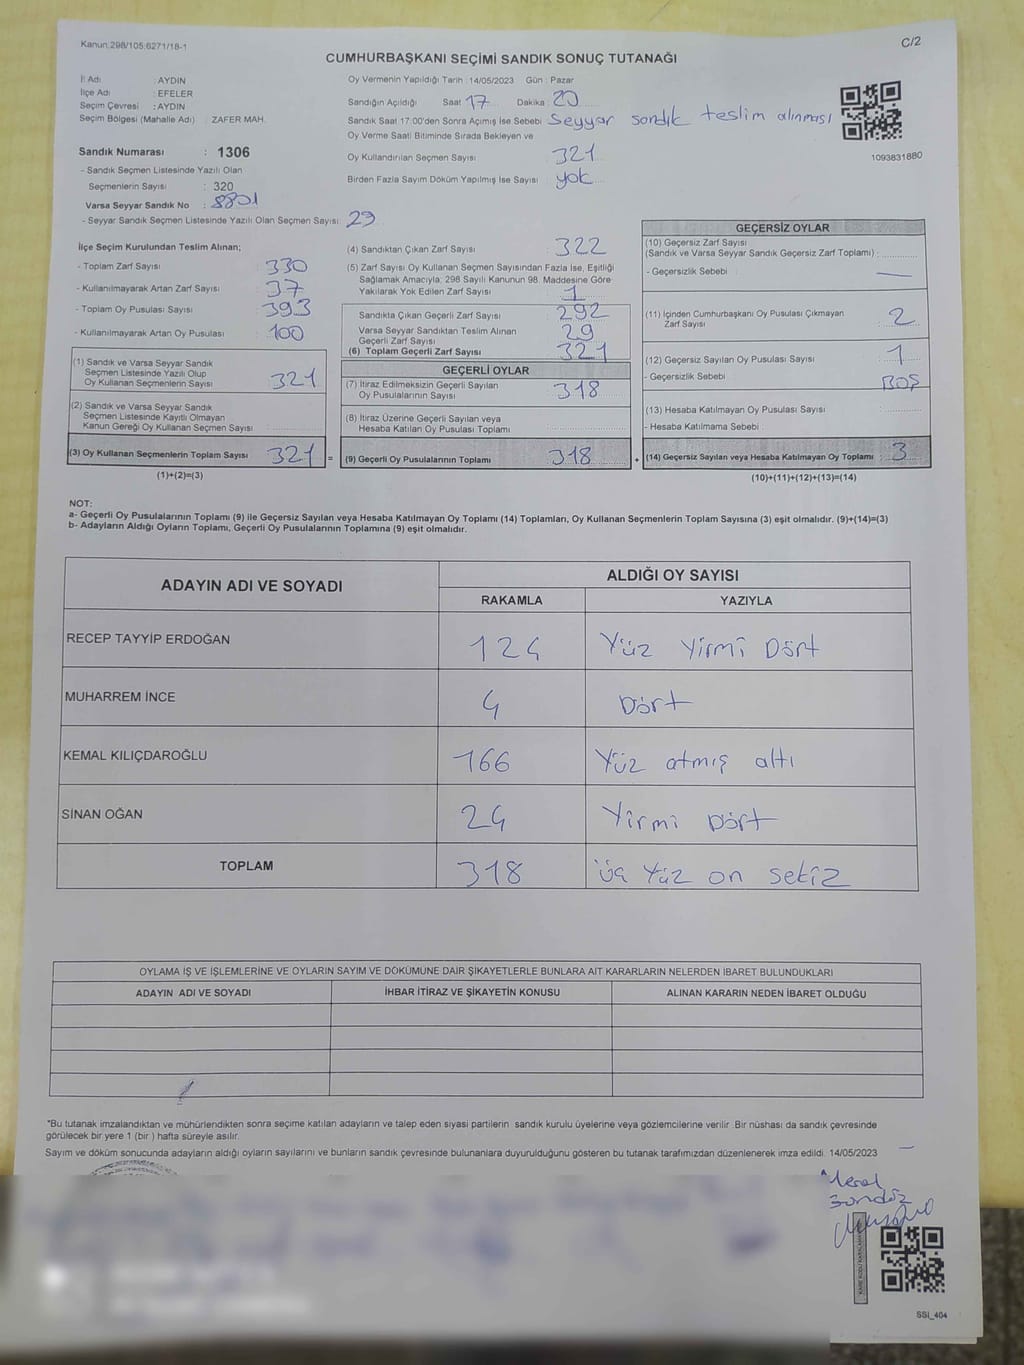 Kanun:298/105;6271/18-1
C/2
CUMHURBAŞKANI SEÇİMİ SANDIK SONUÇ TUTANAĞI
İl Adı : AYDIN
İlçe Adı : EFELER
Seçim Çevresi : AYDIN
Seçim Bölgesi (Mahalle Adı) : ZAFER MAH.
Sandık Numarası : 1306
- Sandık Seçmen Listesinde Yazılı Olan
Seçmenlerin Sayısı : 320
Varsa Seyyar Sandık No : 8801
- Seyyar Sandık Seçmen Listesinde Yazılı Olan Seçmen Sayısı: 29
Oy Vermenin Yapıldığı Tarih : 14/05/2023 Gün : Pazar
Sandığın Açıldığı Saat 17 Dakika : 20
Sandık Saat 17:00'den Sonra Açımış İse Sebebi : Seyyar sandık teslim alınması
Oy Verme Saati Bitiminde Sırada Bekleyen ve
Oy Kullandırılan Seçmen Sayısı : 321
Birden Fazla Sayım Döküm Yapılmış İse Sayısı : yok
1093831880
İlçe Seçim Kurulundan Teslim Alınan;
- Toplam Zarf Sayısı : 330
- Kullanılmayarak Artan Zarf Sayısı : 37
- Toplam Oy Pusulası Sayısı : 393
- Kullanılmayarak Artan Oy Pusulası : 100
(1) Sandık ve Varsa Seyyar Sandık
Seçmen Listesinde Yazılı Olup
Oy Kullanan Seçmenlerin Sayısı : 321
(2) Sandık ve Varsa Seyyar Sandık
Seçmen Listesinde Kayıtlı Olmayan
Kanun Gereği Oy Kullanan Seçmen Sayısı :
(3) Oy Kullanan Seçmenlerin Toplam Sayısı : 321 =
(1)+(2)=(3)
(4) Sandıktan Çıkan Zarf Sayısı : 322
(5) Zarf Sayısı Oy Kullanan Seçmen Sayısından Fazla İse, Eşitliği
Sağlamak Amacıyla, 298 Sayılı Kanunun 98. Maddesine Göre
Yakılarak Yok Edilen Zarf Sayısı : 1
Sandıkta Çıkan Geçerli Zarf Sayısı : 292
Varsa Seyyar Sandıktan Teslim Alınan
Geçerli Zarf Sayısı : 29
(6) Toplam Geçerli Zarf Sayısı : 321
GEÇERLİ OYLAR
(7) İtiraz Edilmeksizin Geçerli Sayılan
Oy Pusulalarının Sayısı : 318
(8) İtiraz Üzerine Geçerli Sayılan veya
Hesaba Katılan Oy Pusulası Toplamı :
(9) Geçerli Oy Pusulalarının Toplamı : 318 +
GEÇERSİZ OYLAR
(10) Geçersiz Zarf Sayısı
(Sandık ve Varsa Seyyar Sandık Geçersiz Zarf Toplamı) :
- Geçersizlik Sebebi : —
(11) İçinden Cumhurbaşkanı Oy Pusulası Çıkmayan
Zarf Sayısı : 2
(12) Geçersiz Sayılan Oy Pusulası Sayısı : 1
- Geçersizlik Sebebi : BOŞ
(13) Hesaba Katılmayan Oy Pusulası Sayısı :
- Hesaba Katılmama Sebebi :
(14) Geçersiz Sayılan veya Hesaba Katılmayan Oy Toplamı : 3
(10)+(11)+(12)+(13)=(14)
NOT:
a- Geçerli Oy Pusulalarının Toplamı (9) ile Geçersiz Sayılan veya Hesaba Katılmayan Oy Toplamı (14) Toplamları, Oy Kullanan Seçmenlerin Toplam Sayısına (3) eşit olmalıdır. (9)+(14)=(3)
b- Adayların Aldığı Oyların Toplamı, Geçerli Oy Pusulalarının Toplamına (9) eşit olmalıdır.
ADAYIN ADI VE SOYADI
ALDIĞI OY SAYISI
RAKAMLA YAZIYLA
RECEP TAYYİP ERDOĞAN 124 Yüz Yirmi Dört
MUHARREM İNCE 4 Dört
KEMAL KILIÇDAROĞLU 166 Yüz atmış altı
SİNAN OĞAN 24 Yirmi Dört
TOPLAM 318 üç Yüz on sekiz
OYLAMA İŞ VE İŞLEMLERİNE VE OYLARIN SAYIM VE DÖKÜMÜNE DAİR ŞİKAYETLERLE BUNLARA AİT KARARLARIN NELERDEN İBARET BULUNDUKLARI
ADAYIN ADI VE SOYADI İHBAR İTİRAZ VE ŞİKAYETİN KONUSU ALINAN KARARIN NEDEN İBARET OLDUĞU
*Bu tutanak imzalandıktan ve mühürlendikten sonra seçime katılan adayların ve talep eden siyasi partilerin sandık kurulu üyelerine veya gözlemcilerine verilir .Bir nüshası da sandık çevresinde
görülecek bir yere 1 (bir ) hafta süreyle asılır.
Sayım ve döküm sonucunda adayların aldığı oyların sayılarını ve bunların sandık çevresinde bulunanlara duyurulduğunu gösteren bu tutanak tarafımızdan düzenlenerek imza edildi. 14/05/2023
SSİ_404